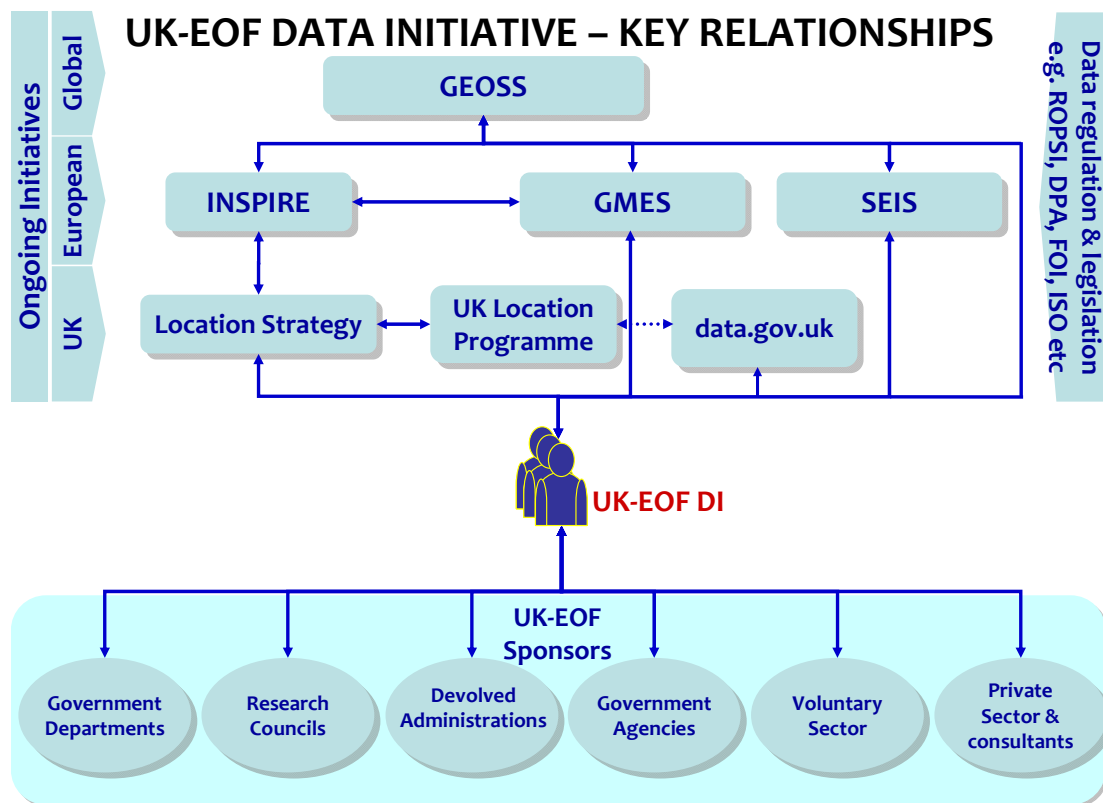 UK-EOF DATA INITIATIVE – KEY RELATIONSHIPS
Ongoing Initiatives
Global
European
UK
Data regulation & legislation
e.g. ROPSI, DPA, FOI, ISO etc
GEOSS
INSPIRE
GMES
SEIS
Location Strategy
UK Location
Programme
data.gov.uk
UK-EOF DI
UK-EOF
Sponsors
Government
Departments
Research
Councils
Devolved
Administrations
Government
Agencies
Voluntary
Sector
Private
Sector &
consultants